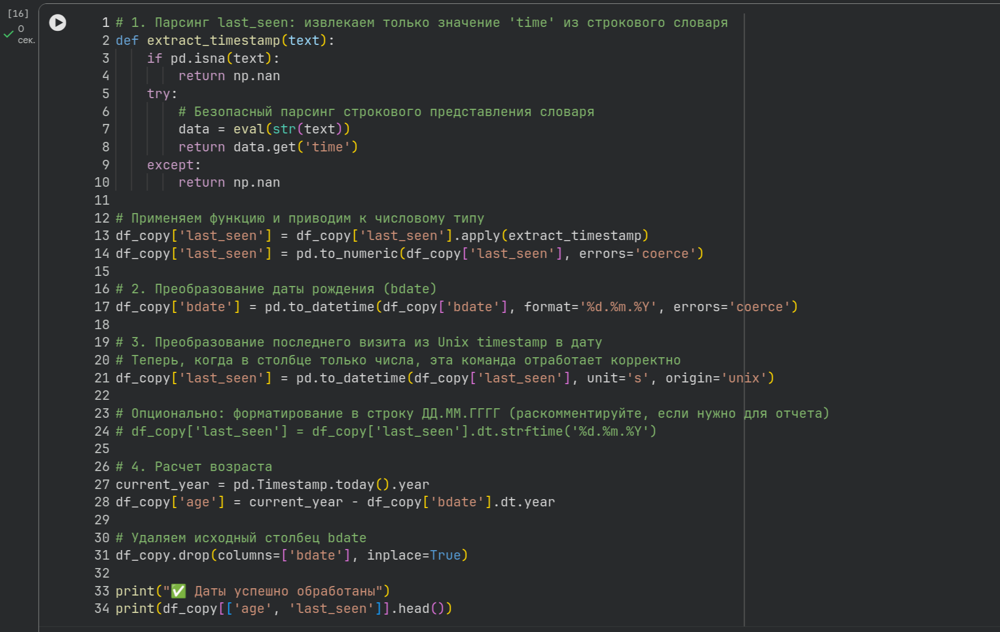 [16]
0
сек.
1 # 1. Парсинг last_seen: извлекаем только значение 'time' из строкового словаря
2 def extract_timestamp(text):
3     if pd.isna(text):
4         return np.nan
5     try:
6         # Безопасный парсинг строкового представления словаря
7         data = eval(str(text))
8         return data.get('time')
9     except:
10         return np.nan
11
12 # Применяем функцию и приводим к числовому типу
13 df_copy['last_seen'] = df_copy['last_seen'].apply(extract_timestamp)
14 df_copy['last_seen'] = pd.to_numeric(df_copy['last_seen'], errors='coerce')
15
16 # 2. Преобразование даты рождения (bdate)
17 df_copy['bdate'] = pd.to_datetime(df_copy['bdate'], format='%d.%m.%Y', errors='coerce')
18
19 # 3. Преобразование последнего визита из Unix timestamp в дату
20 # Теперь, когда в столбце только числа, эта команда отработает корректно
21 df_copy['last_seen'] = pd.to_datetime(df_copy['last_seen'], unit='s', origin='unix')
22
23 # Опционально: форматирование в строку ДД.ММ.ГГГГ (раскомментируйте, если нужно для отчета)
24 # df_copy['last_seen'] = df_copy['last_seen'].dt.strftime('%d.%m.%Y')
25
26 # 4. Расчет возраста
27 current_year = pd.Timestamp.today().year
28 df_copy['age'] = current_year - df_copy['bdate'].dt.year
29
30 # Удаляем исходный столбец bdate
31 df_copy.drop(columns=['bdate'], inplace=True)
32
33 print("✅ Даты успешно обработаны")
34 print(df_copy[['age', 'last_seen']].head())